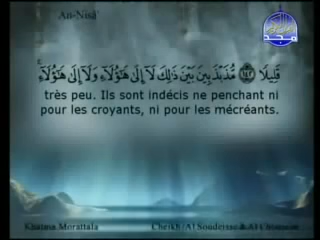 An-Nisâ'
قَلِيلًا ﴿١٤٢﴾ مُّذَبْذَبِينَ بَيْنَ ذَٰلِكَ لَآ إِلَىٰ هَٰٓؤُلَآءِ وَلَآ إِلَىٰ هَٰٓؤُلَآءِ
très peu. Ils sont indécis ne penchant ni
pour les croyants, ni pour les mécréants.
Khatma Morattala